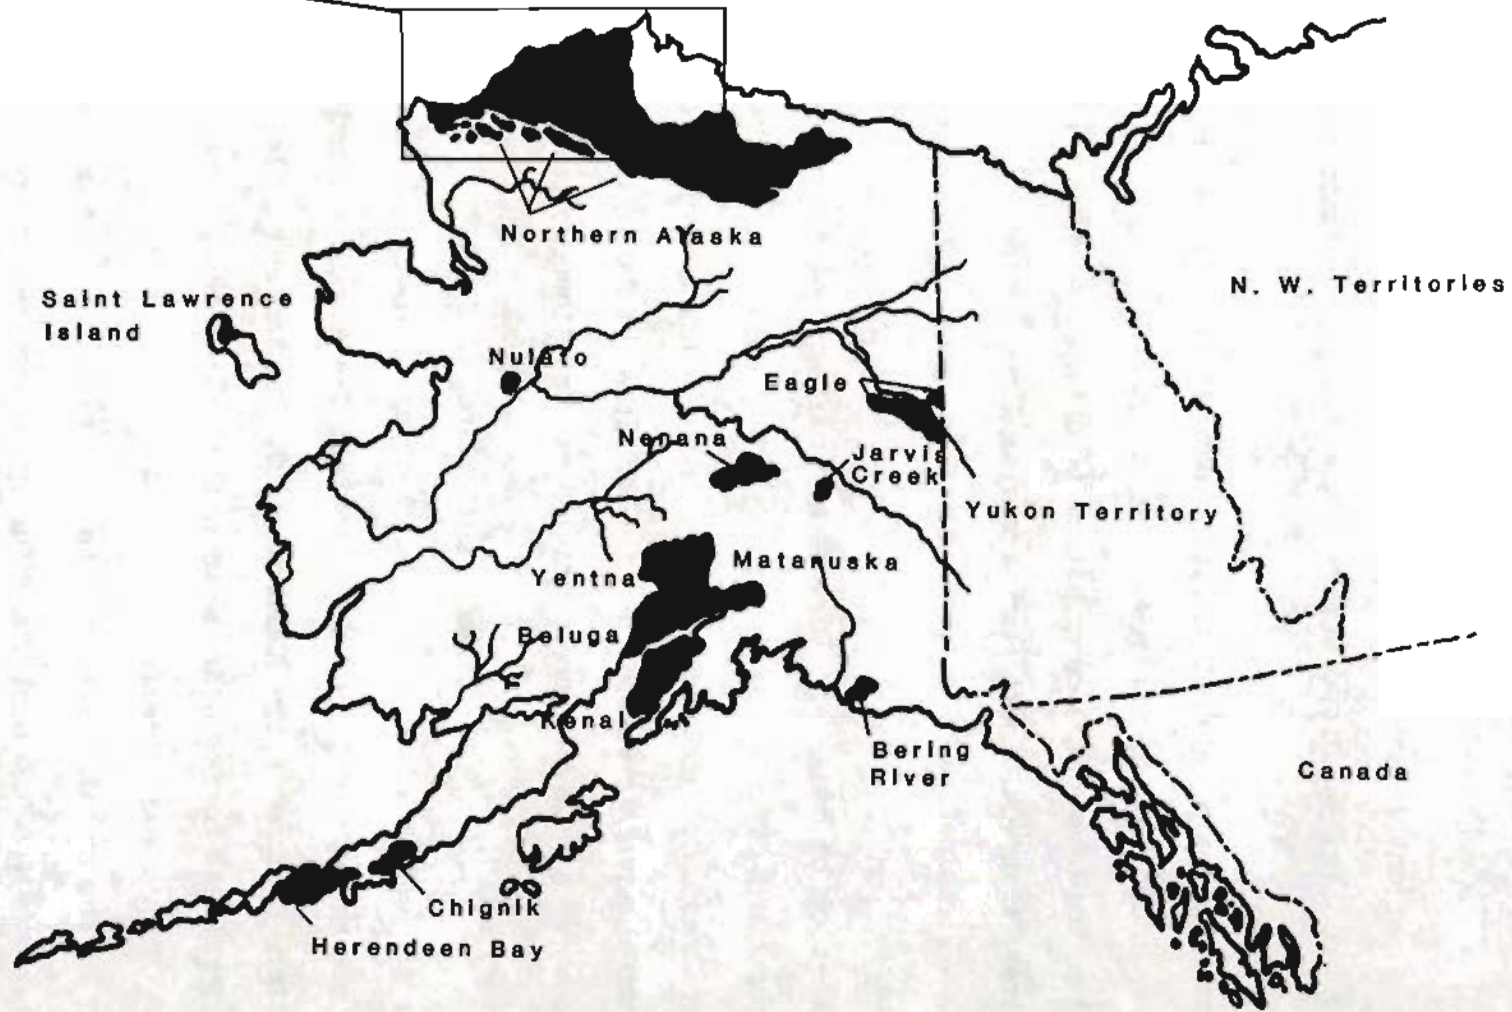 Northern Alaska
Saint Lawrence
Island
N. W. Territories
Nulato
Eagle
Nenana
Jarvis
Creek
Yukon Territory
Yentna
Matanuska
Beluga
Kenai
Bering
River
Canada
Chignik
Herendeen Bay